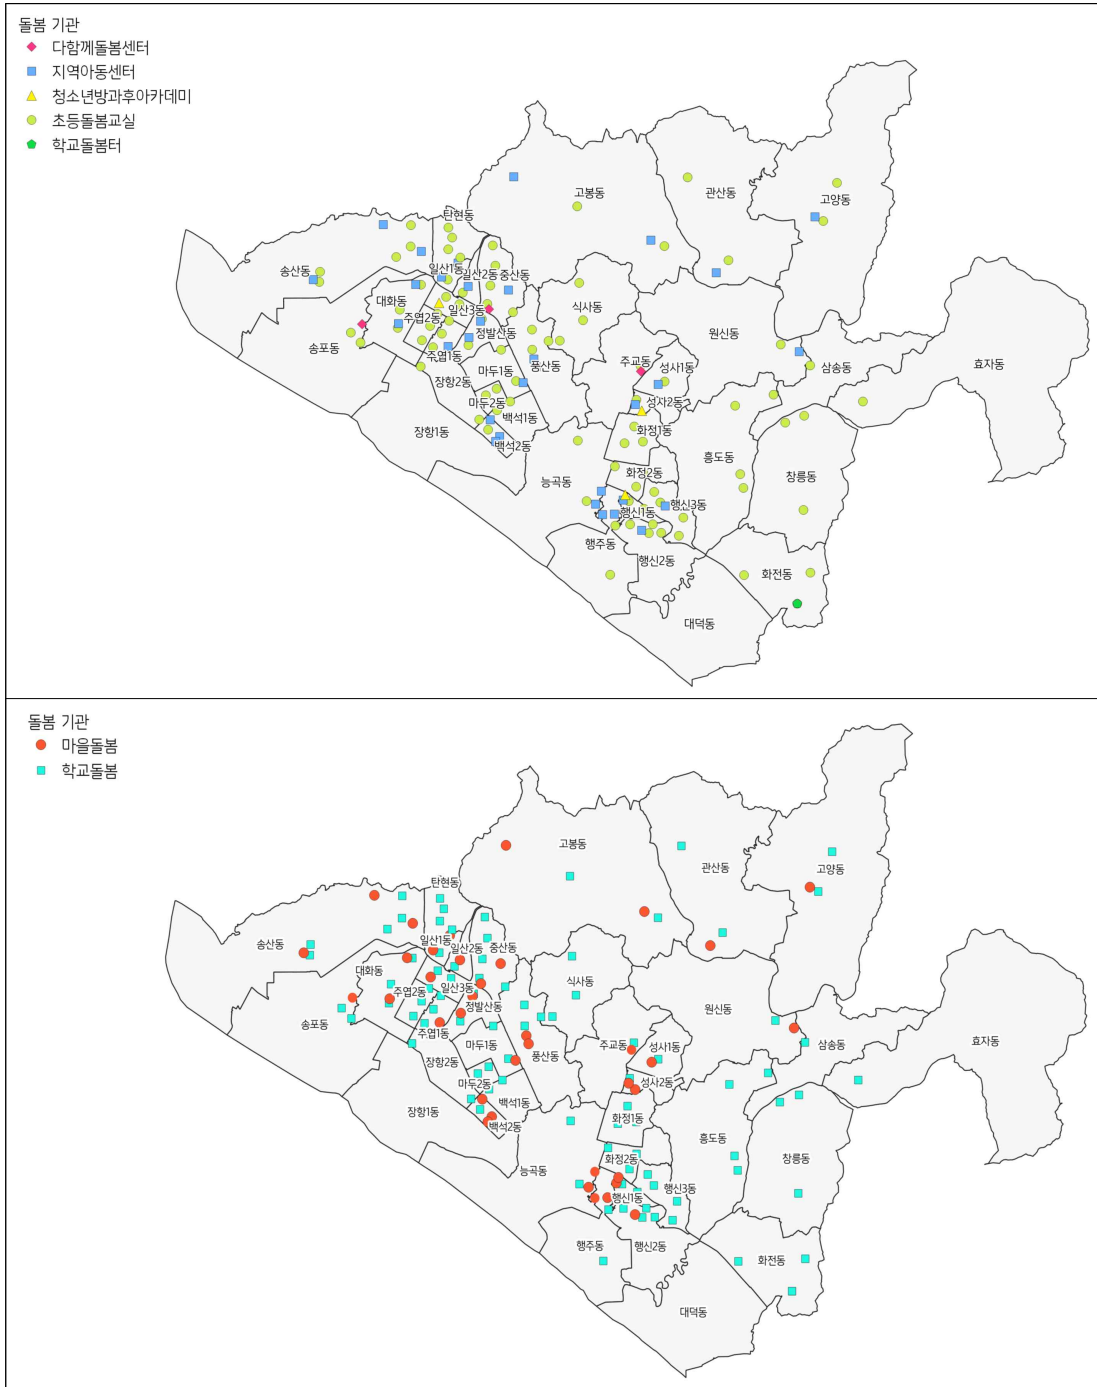 돌봄 기관
다함께돌봄센터
지역아동센터
청소년방과후아카데미
초등돌봄교실
학교돌봄터
고봉동
관산동
고양동
탄현동
송산동
일산1동
일산2동
중산동
대화동
주엽2동
일산3동
정발산동
식사동
원신동
송포동
주엽1동
풍산동
주교동
성사1동
삼송동
효자동
장항2동
마두1동
마두2동
성사2동
백석1동
장항1동
백석2동
화정1동
흥도동
능곡동
화정2동
창릉동
행신1동
행신3동
행주동
행신2동
화전동
대덕동
돌봄 기관
마을돌봄
학교돌봄
고봉동
관산동
고양동
탄현동
송산동
일산1동
일산2동
중산동
대화동
주엽2동
일산3동
정발산동
식사동
원신동
송포동
주엽1동
마두1동
풍산동
주교동
성사1동
삼송동
효자동
장항2동
마두2동
성사2동
백석1동
장항1동
백석2동
화정1동
흥도동
능곡동
화정2동
창릉동
행신1동
행신3동
행주동
행신2동
화전동
대덕동